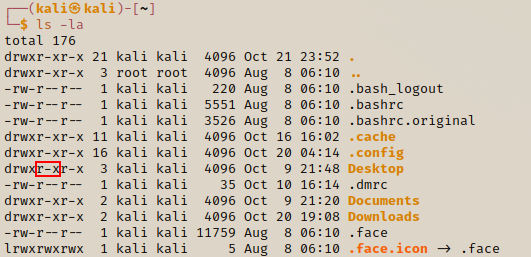 ┌──(kali㉿kali)-[~]
└─$ ls -la
total 176
drwxr-xr-x 21 kali kali  4096 Oct 21 23:52 .
drwxr-xr-x  3 root root  4096 Aug  8 06:10 ..
-rw-r--r--  1 kali kali   220 Aug  8 06:10 .bash_logout
-rw-r--r--  1 kali kali  5551 Aug  8 06:10 .bashrc
-rw-r--r--  1 kali kali  3526 Aug  8 06:10 .bashrc.original
drwxr-xr-x 11 kali kali  4096 Oct 16 16:02 .cache
drwxr-xr-x 16 kali kali  4096 Oct 20 04:14 .config
drwxr-xr-x  3 kali kali  4096 Oct  9 21:48 Desktop
-rw-r--r--  1 kali kali    35 Oct 10 16:14 .dmrc
drwxr-xr-x  2 kali kali  4096 Oct  9 21:20 Documents
drwxr-xr-x  2 kali kali  4096 Oct 20 19:08 Downloads
-rw-r--r--  1 kali kali 11759 Aug  8 06:10 .face
lrwxrwxrwx  1 kali kali     5 Aug  8 06:10 .face.icon -> .face